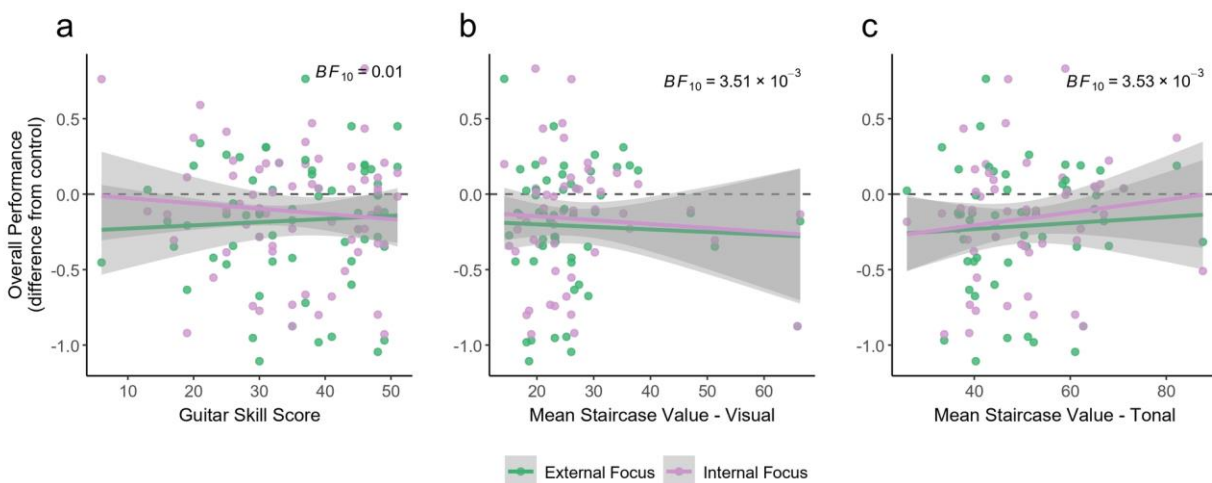 a
b
c
BF10 = 0.01
BF10 = 3.51 × 10−3
BF10 = 3.53 × 10−3
Overall Performance
(difference from control)
0.5
0.0
-0.5
-1.0
0.5
0.0
-0.5
-1.0
0.5
0.0
-0.5
-1.0
10 20 30 40 50
20 30 40 50 60
40 60 80
Guitar Skill Score
Mean Staircase Value - Visual
Mean Staircase Value - Tonal
External Focus
Internal Focus